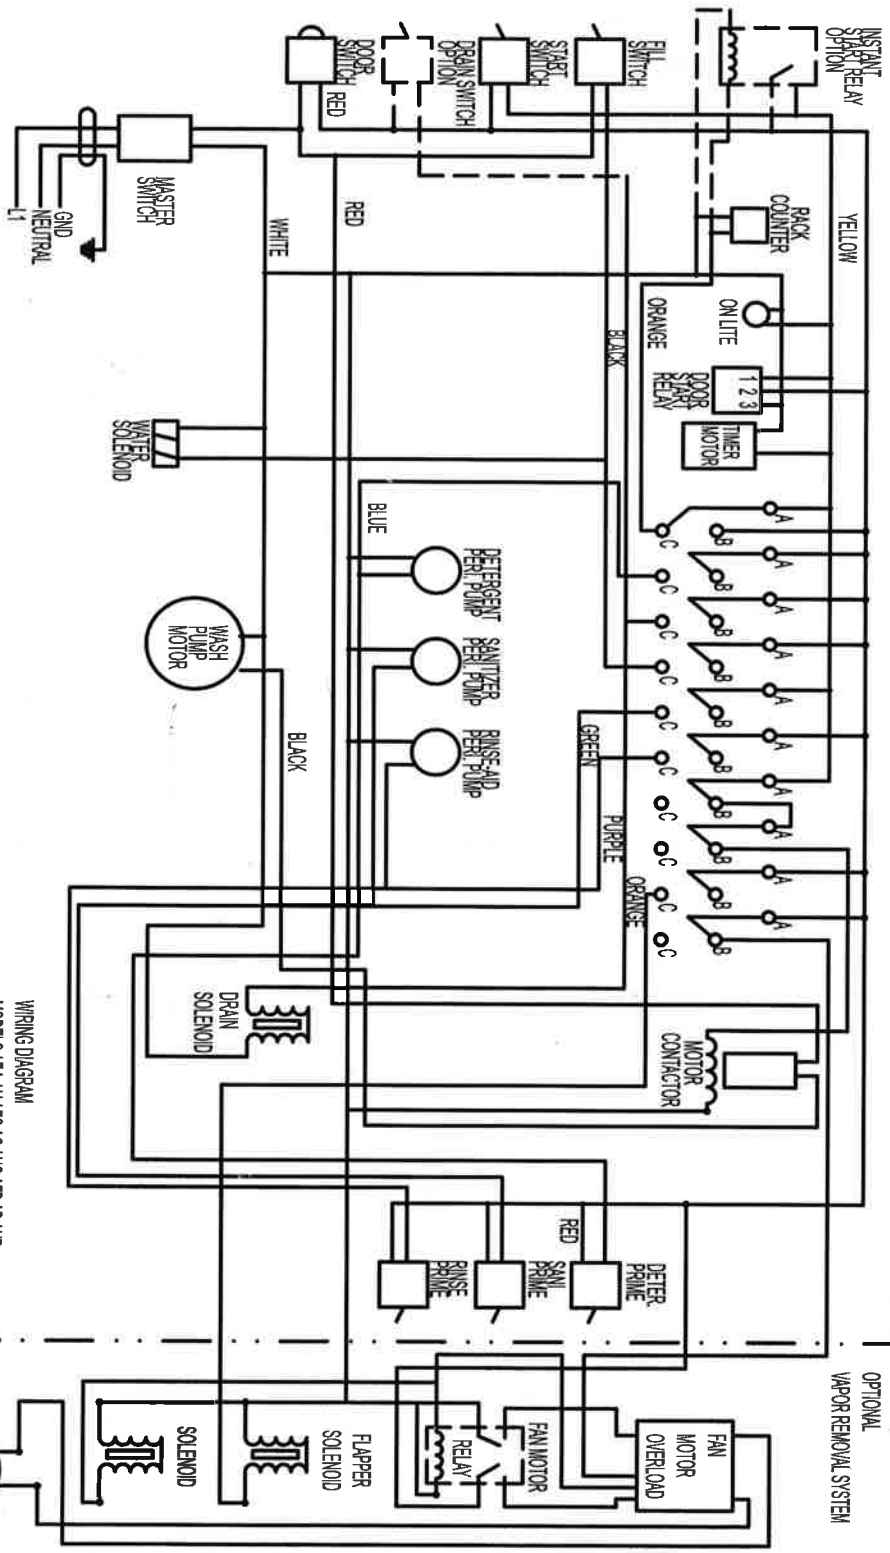 OPTIONAL
VAPOR REMOVAL SYSTEM
INSTANT
START RELAY
OPTION
YELLOW
RACK
COUNTER
ON LITE
1 2 3
DOOR
START
RELAY
TIMER
MOTOR
A
A
A
A
A
A
A
A
A
A
B
B
B
B
B
B
B
B
B
B
C
C
C
C
C
C
C
C
C
C
MOTOR
CONTACTOR
FAN
MOTOR
OVERLOAD
FILL
SWITCH
START
SWITCH
DRAIN SWITCH
OPTION
DOOR
SWITCH
ORANGE
BLACK
GREEN
PURPLE
ORANGE
DETER.
PRIME
RED
SANI
PRIME
RINSE
PRIME
FAN MOTOR
RELAY
RED
RED
BLUE
DETERGENT
PERI. PUMP
SANITIZER
PERI. PUMP
RINSE-AID
PERI. PUMP
FLAPPER
SOLENOID
WHITE
BLACK
DRAIN
SOLENOID
SOLENOID
MASTER
SWITCH
WATER
SOLENOID
WASH
PUMP
MOTOR
GND
NEUTRAL
L1
WIRING DIAGRAM